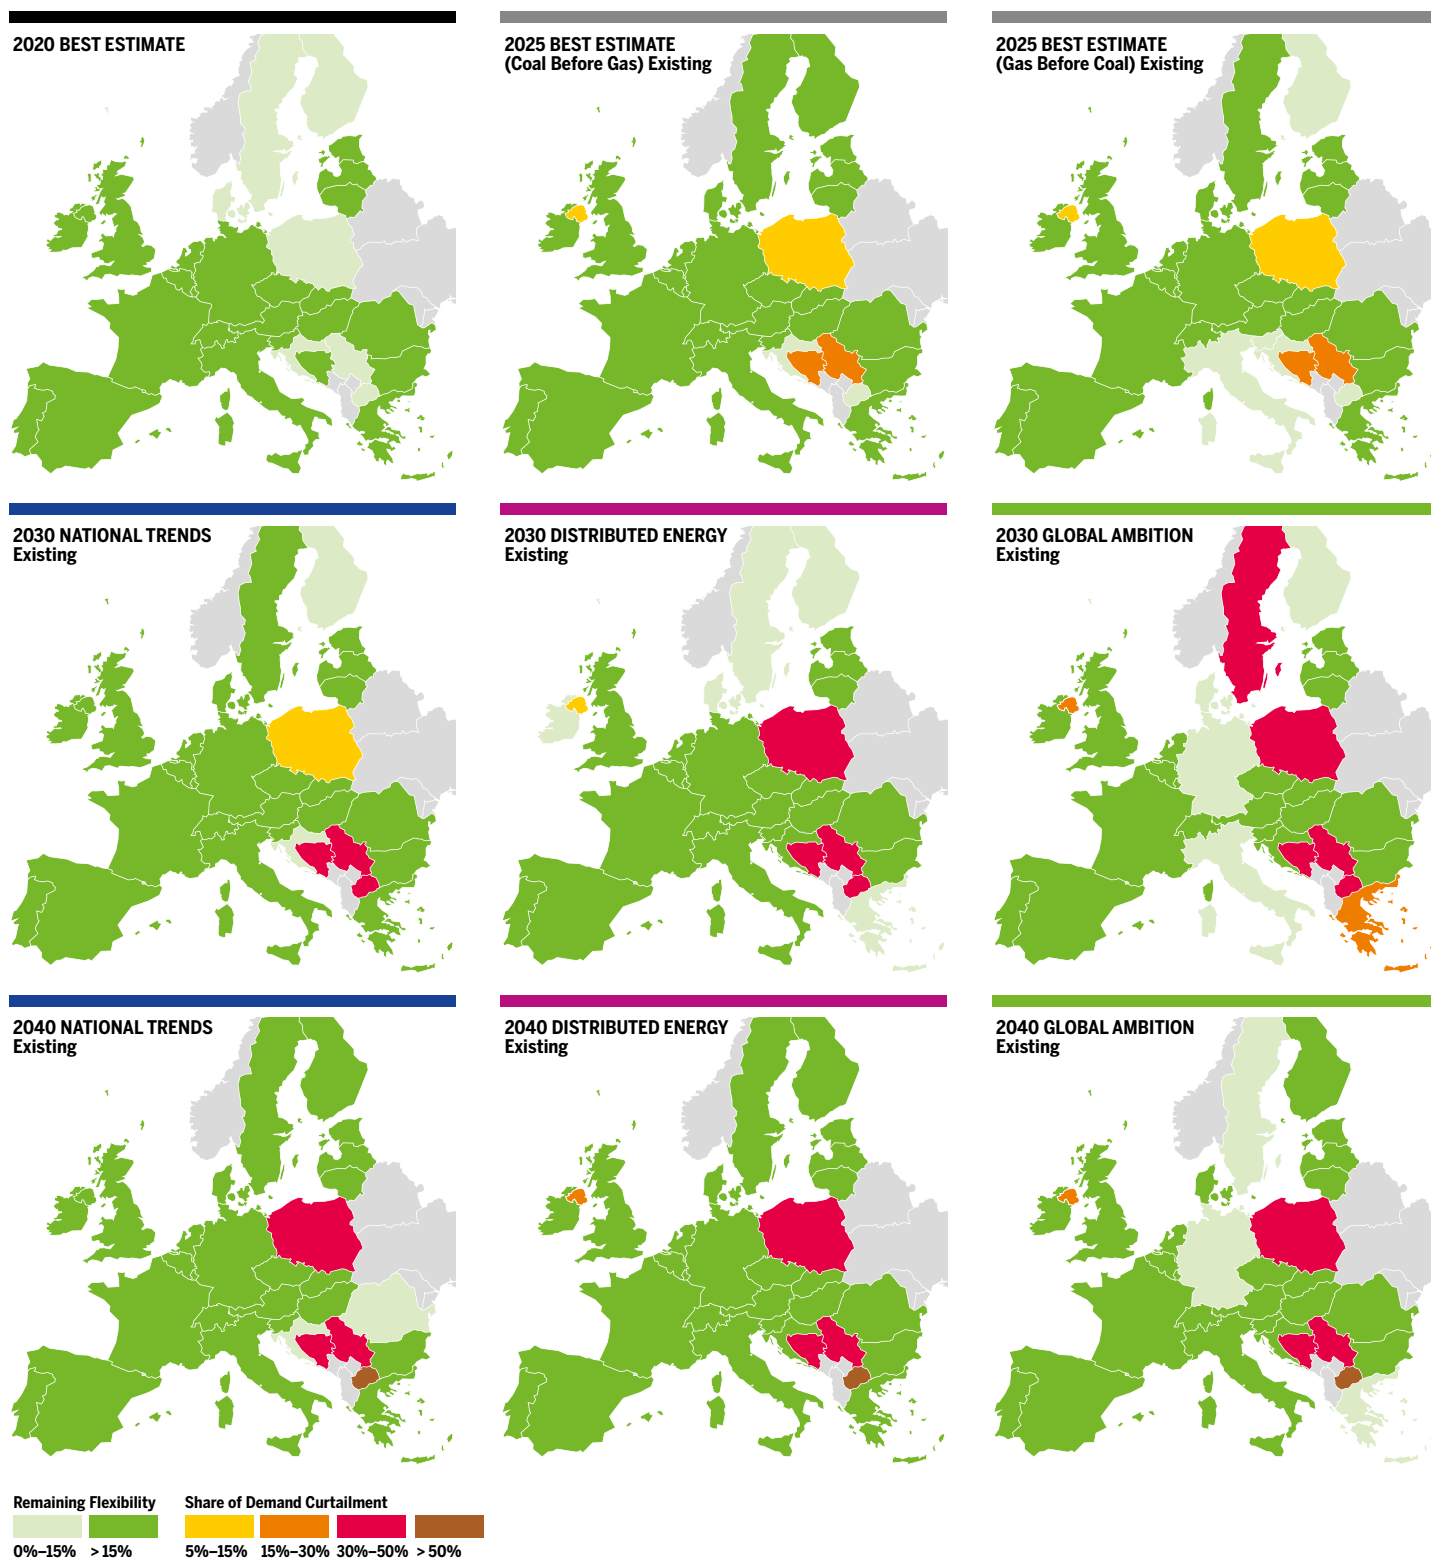 2020 BEST ESTIMATE
2025 BEST ESTIMATE
(Coal Before Gas) Existing
2025 BEST ESTIMATE
(Gas Before Coal) Existing
2030 NATIONAL TRENDS
Existing
2030 DISTRIBUTED ENERGY
Existing
2030 GLOBAL AMBITION
Existing
2040 NATIONAL TRENDS
Existing
2040 DISTRIBUTED ENERGY
Existing
2040 GLOBAL AMBITION
Existing
Remaining Flexibility
0%–15% > 15%
Share of Demand Curtailment
5%–15% 15%–30% 30%–50% > 50%